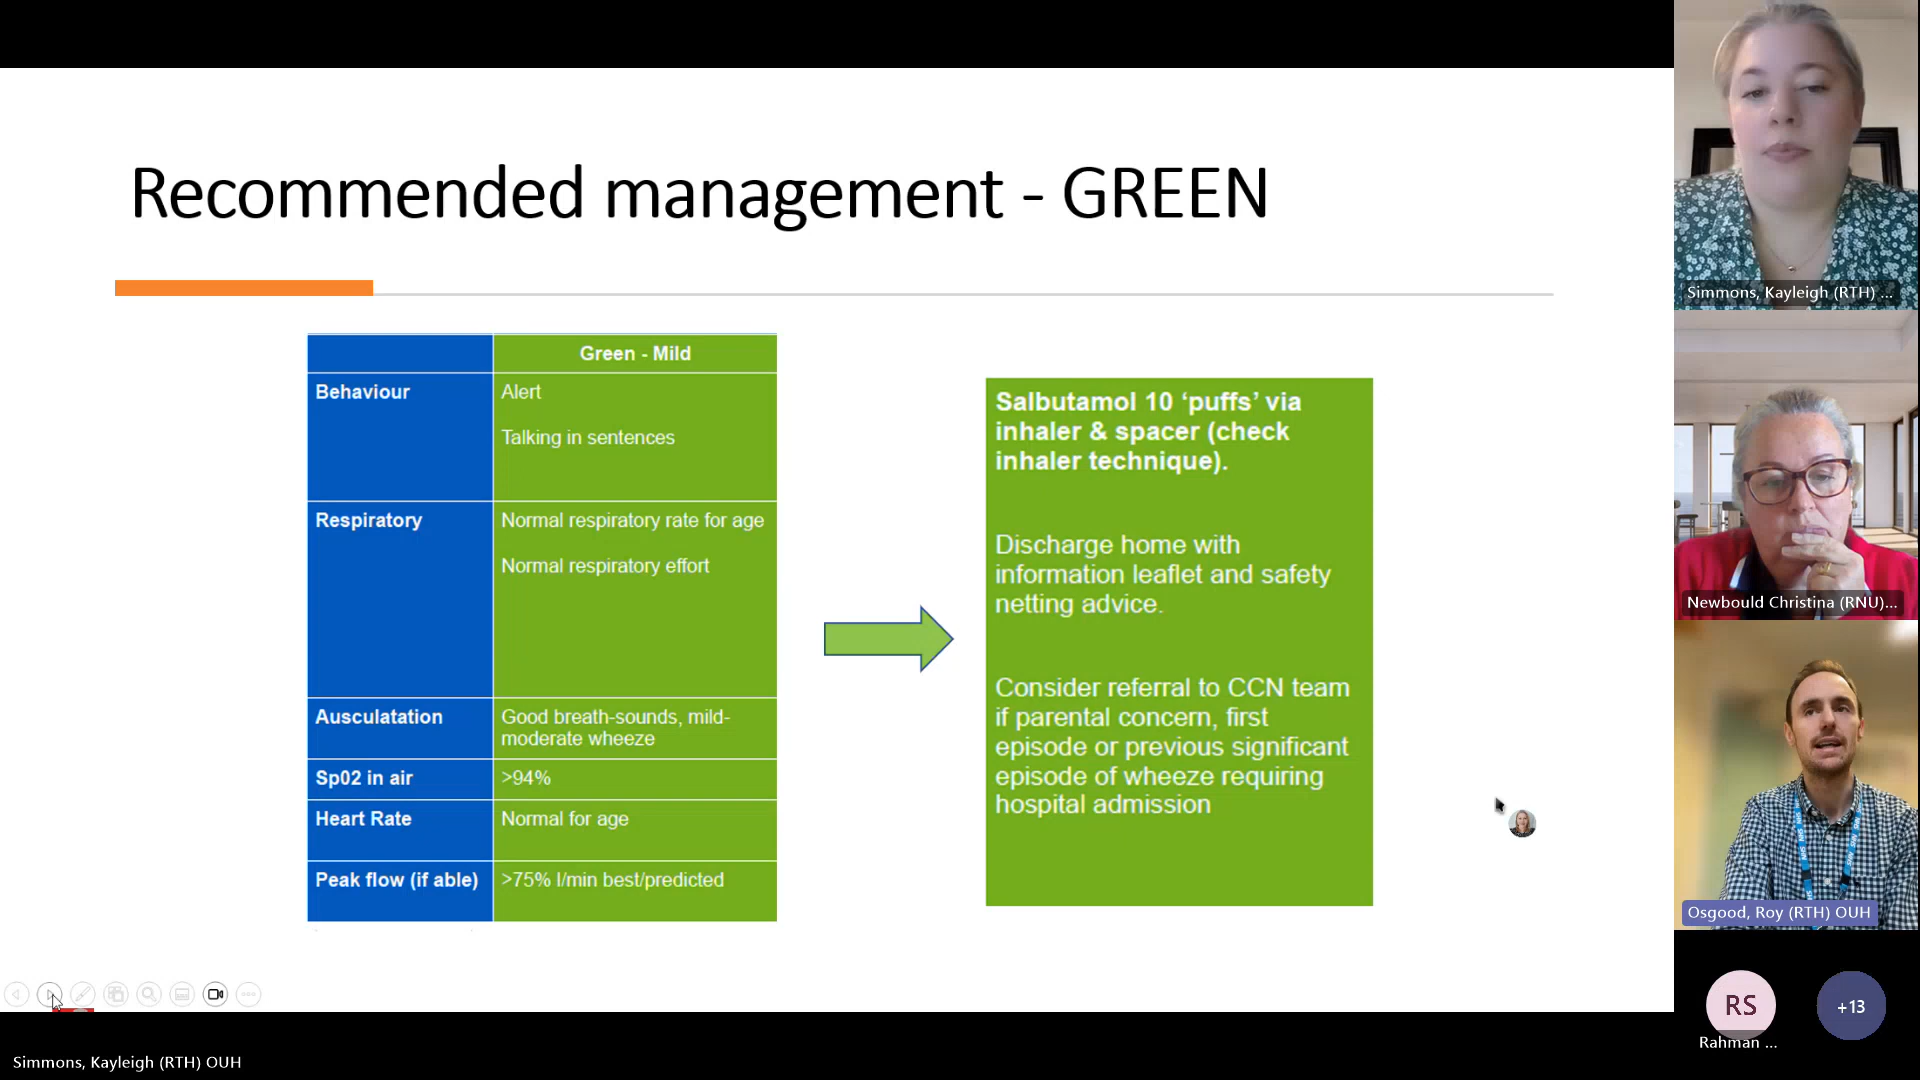 Recommended management - GREEN
Green - Mild
Behaviour
Alert
Talking in sentences
Respiratory
Normal respiratory rate for age
Normal respiratory effort
Ausculatation
Good breath-sounds, mild-
moderate wheeze
Sp02 in air
>94%
Heart Rate
Normal for age
Peak flow (if able)
>75% l/min best/predicted
Salbutamol 10 ‘puffs’ via
inhaler & spacer (check
inhaler technique).
Discharge home with
information leaflet and safety
netting advice.
Consider referral to CCN team
if parental concern, first
episode or previous significant
episode of wheeze requiring
hospital admission
Simmons, Kayleigh (RTH) ...
Newbould Christina (RNU)...
Osgood, Roy (RTH) OUH
RS
+13
Rahman ...
Simmons, Kayleigh (RTH) OUH